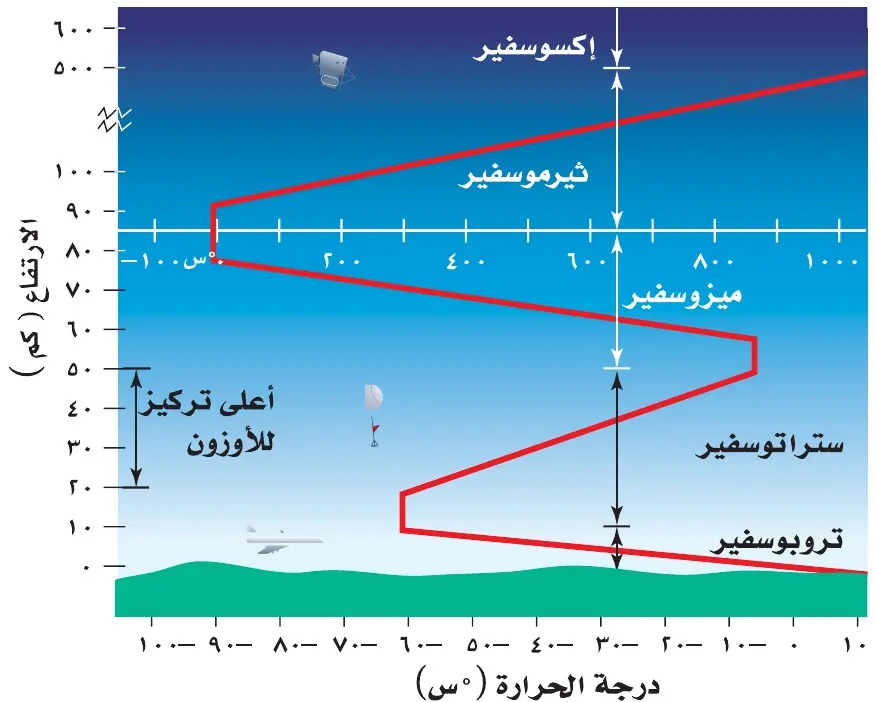 ٦٠٠
إكسوسفير
٥٠٠
ثيرموسفير
١٠٠
٩٠
−١٠٠ ٠°س ٢٠٠ ٤٠٠ ٦٠٠ ٨٠٠ ١٠٠٠
٨٠
ميزوسفير
٧٠
٦٠
٥٠
أعلى تركيز
للأوزون
٤٠
ستراتوسفير
٣٠
٢٠
١٠
تروبوسفير
٠
الارتفاع (كم)
−١٠٠ −٩٠ −٨٠ −٧٠ −٦٠ −٥٠ −٤٠ −٣٠ −٢٠ −١٠ ٠ ١٠
درجة الحرارة (°س)